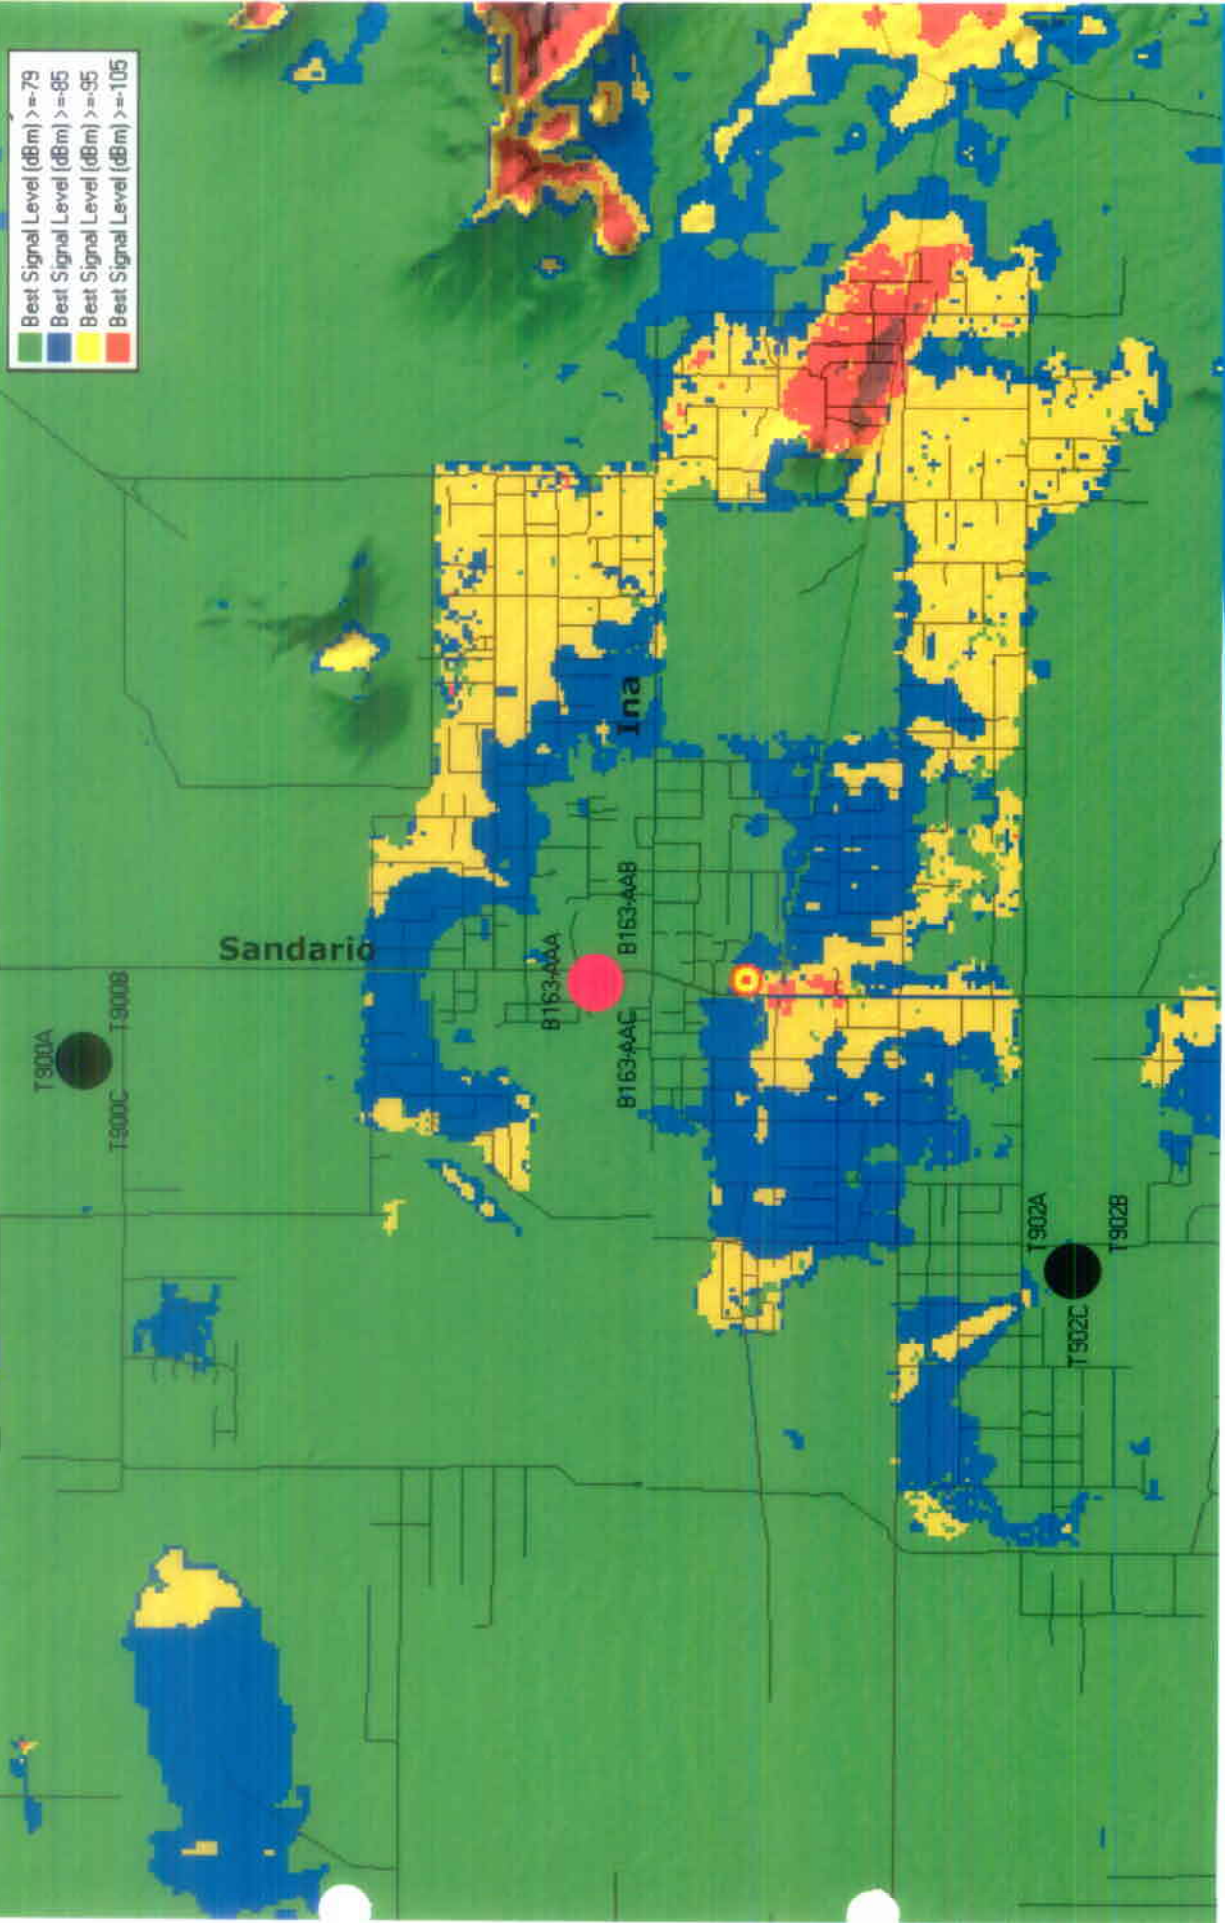 Best Signal Level (dBm) >=-79
Best Signal Level (dBm) >=-85
Best Signal Level (dBm) >=-95
Best Signal Level (dBm) >=-105
Sandario
Ina
T900A
T900B
T900C
B163-AAA
B163-AAB
B163-AAC
T902A
T902B
T902C